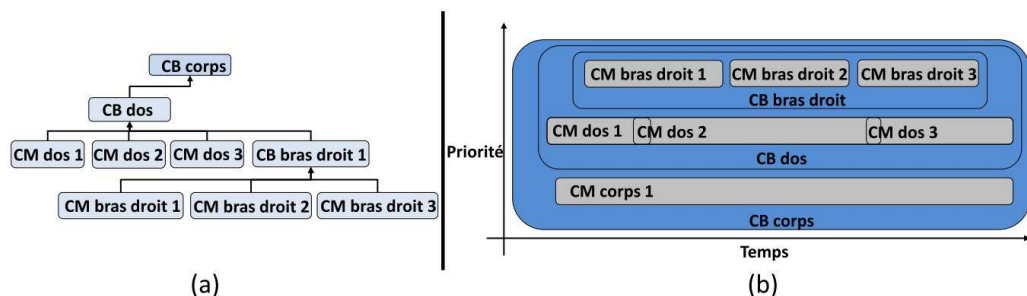 CB corps
CB dos
CM dos 1
CM dos 2
CM dos 3
CB bras droit 1
CM bras droit 1
CM bras droit 2
CM bras droit 3
(a)
Priorité
CM bras droit 1
CM bras droit 2
CM bras droit 3
CB bras droit
CM dos 1
CM dos 2
CM dos 3
CB dos
CM corps 1
CB corps
Temps
(b)